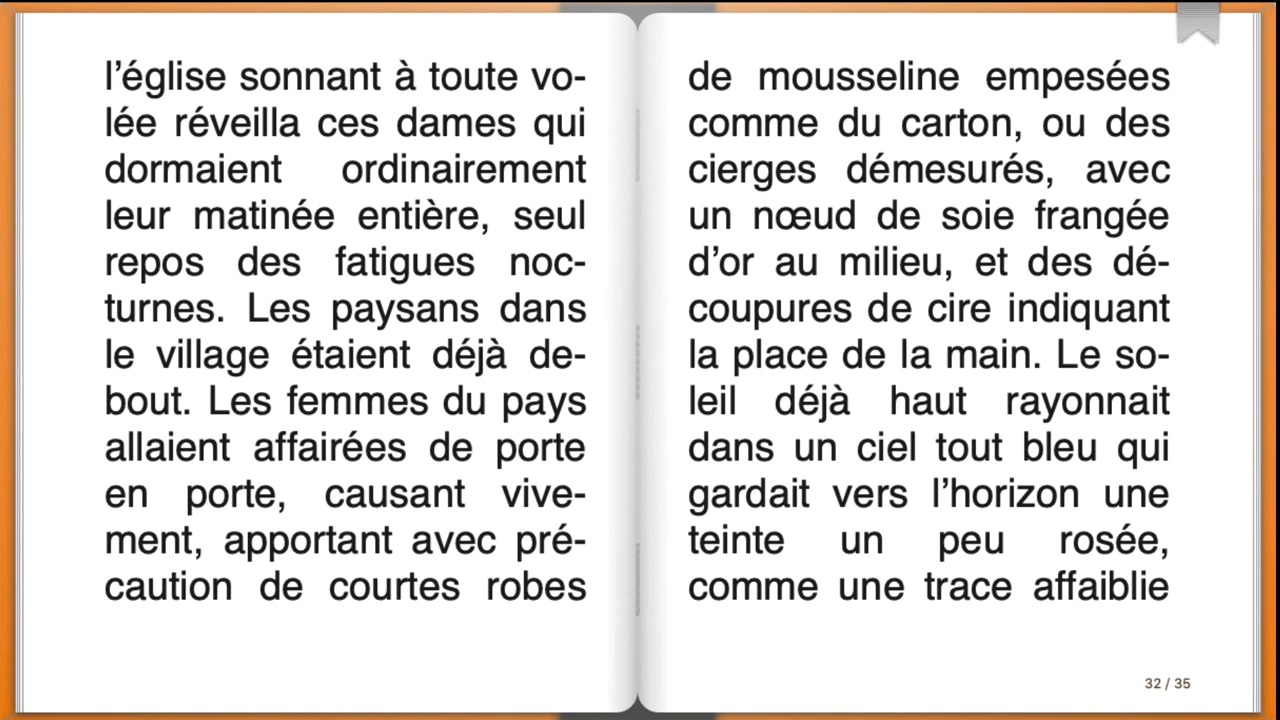 l’église sonnant à toute vo-
lée réveilla ces dames qui
dormaient ordinairement
leur matinée entière, seul
repos des fatigues noc-
turnes. Les paysans dans
le village étaient déjà de-
bout. Les femmes du pays
allaient affairées de porte
en porte, causant vive-
ment, apportant avec pré-
caution de courtes robes
de mousseline empesées
comme du carton, ou des
cierges démesurés, avec
un nœud de soie frangée
d’or au milieu, et des dé-
coupures de cire indiquant
la place de la main. Le so-
leil déjà haut rayonnait
dans un ciel tout bleu qui
gardait vers l’horizon une
teinte un peu rosée,
comme une trace affaiblie
32 / 35